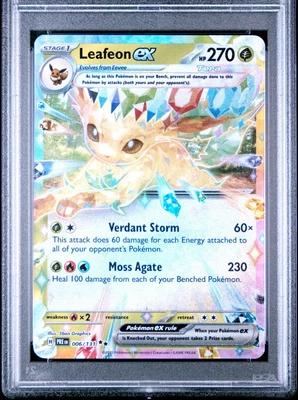 STAGE 1
Leafeon ex
HP 270
Evolves from Eevee
Tera
As long as this Pokémon is on your Bench, prevent all damage done to
this Pokémon by attacks (both yours and your opponent's).
Verdant Storm 60×
This attack does 60 damage for each Energy attached to
all of your opponent's Pokémon.
Moss Agate 230
Heal 100 damage from each of your Benched Pokémon.
weakness ×2 resistance retreat
Pokémon ex rule
When your Pokémon ex
is Knocked Out, your opponent takes 2 Prize cards.
H PRE EN 006/131 ★★